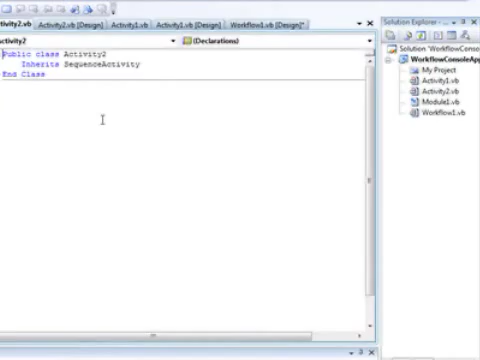 tivity2.vb Activity2.vb [Design] Activity1.vb Activity1.vb [Design] Workflow1.vb [Design]*
ctivity2 (Declarations)
Public class Activity2
Inherits SequenceActivity
End Class
Solution Explorer -
Solution 'WorkflowConso
WorkflowConsoleApp
My Project
Activity1.vb
Activity2.vb
Module1.vb
Workflow1.vb